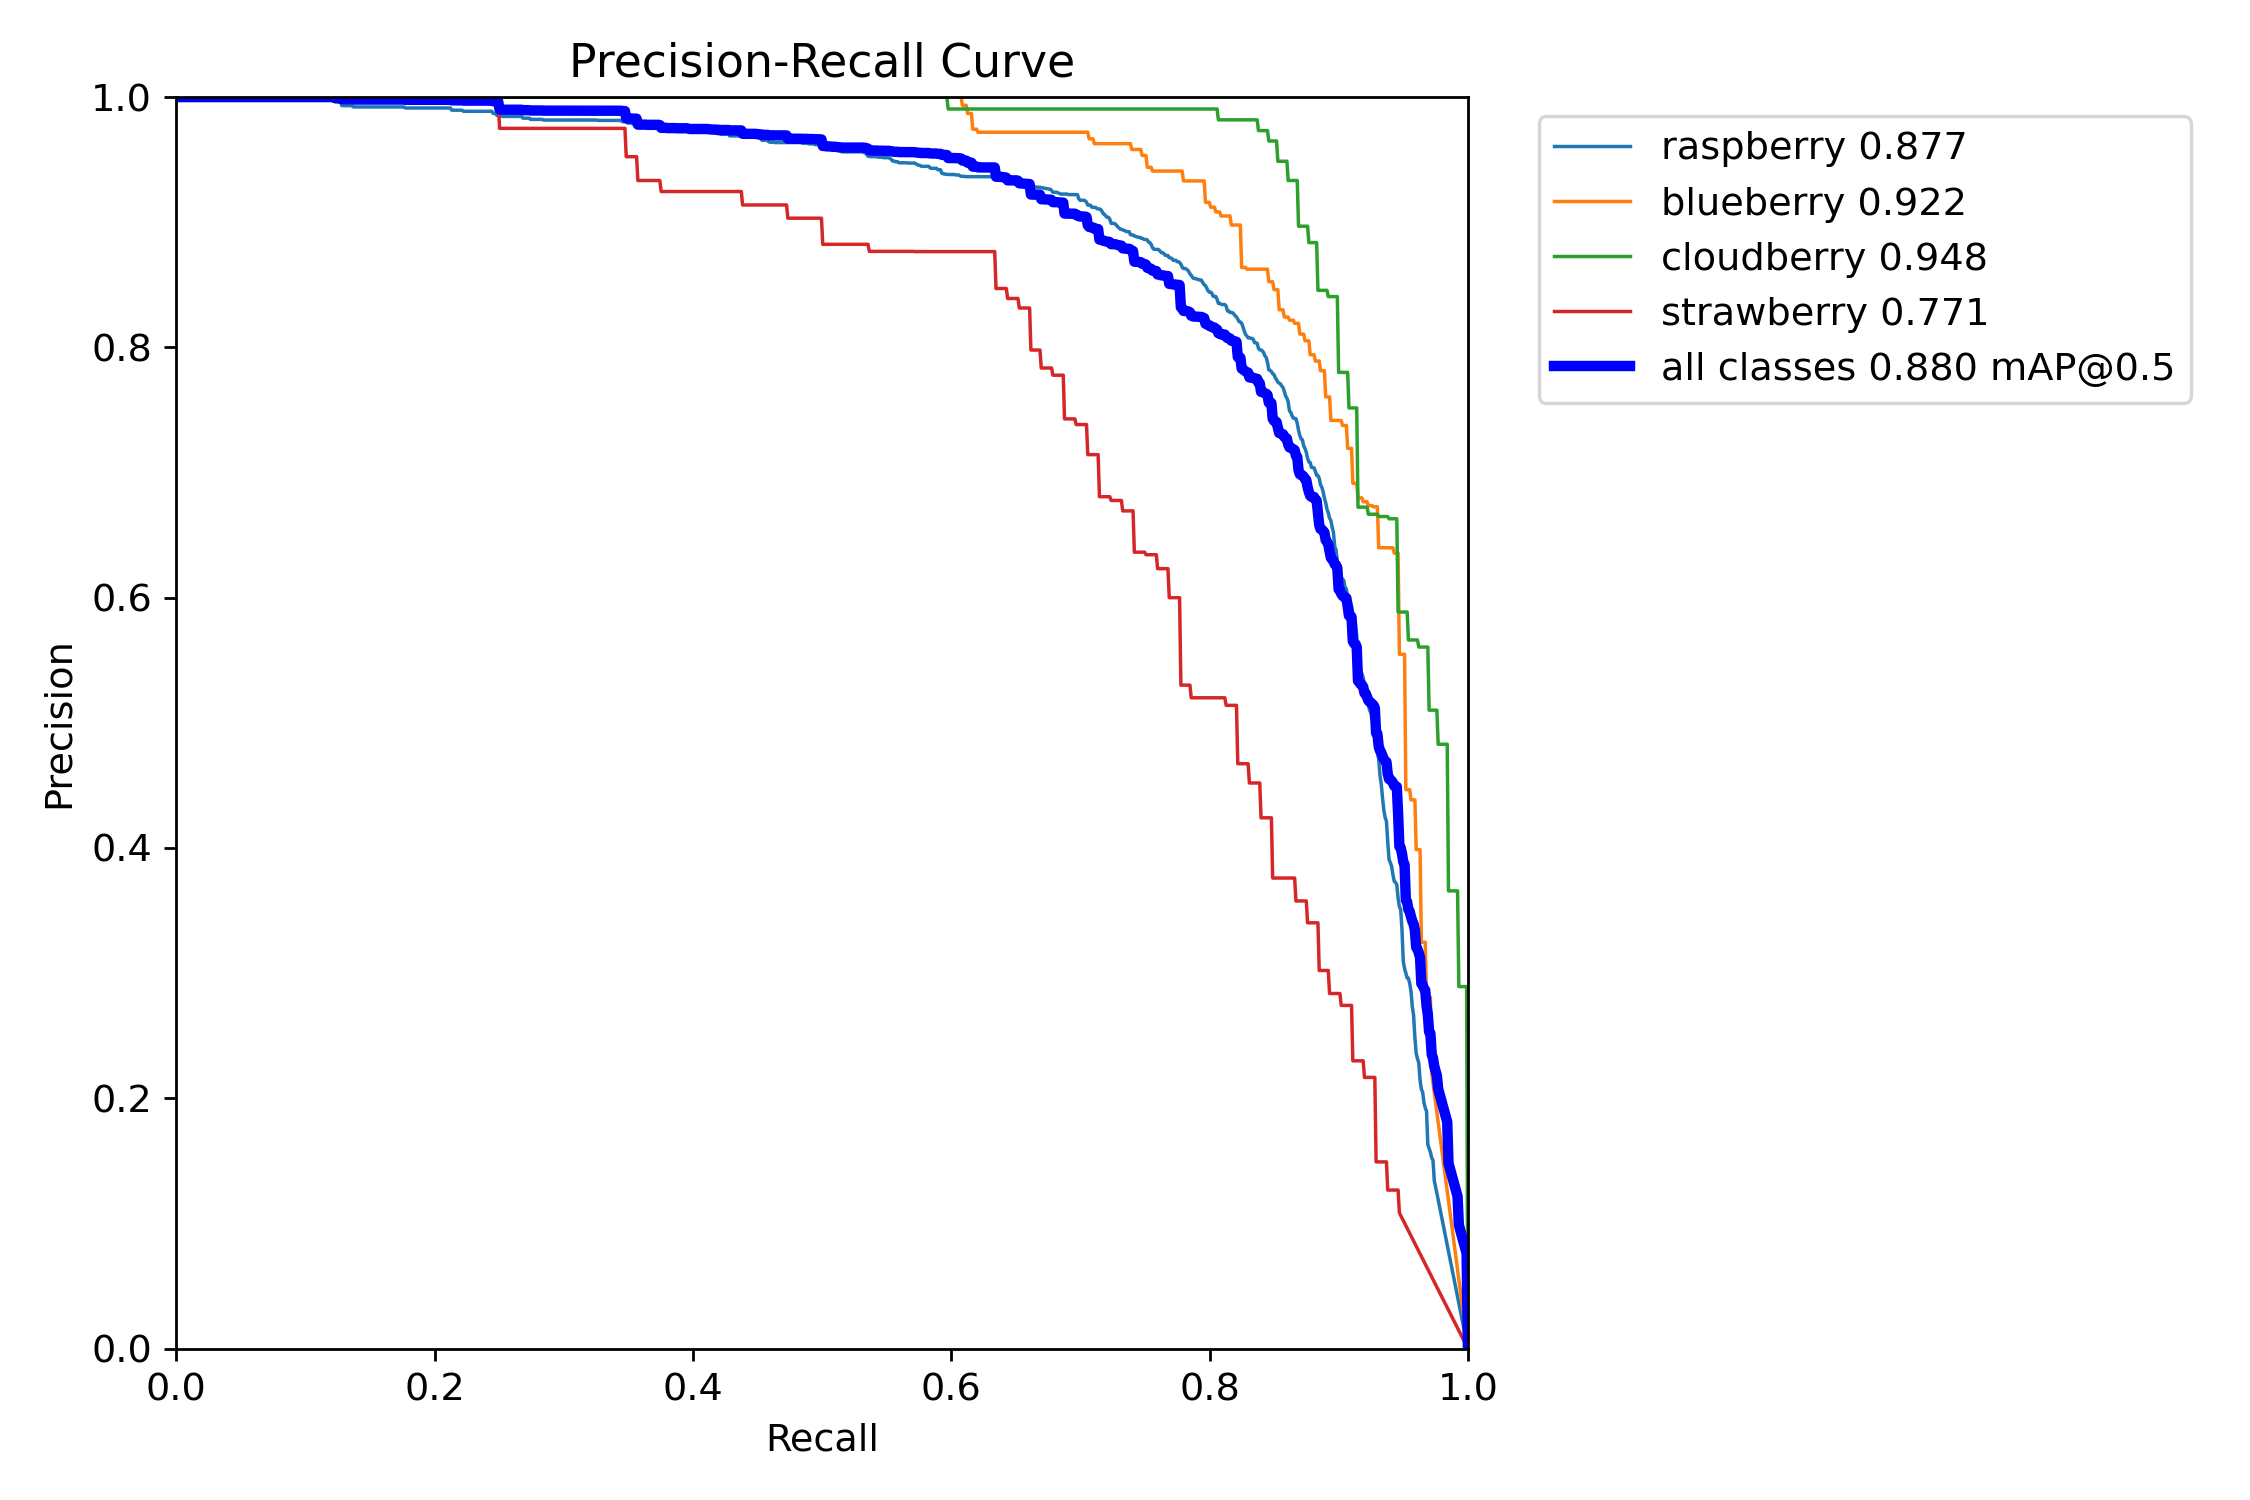 Precision-Recall Curve
1.0
0.8
0.6
0.4
0.2
0.0
Precision
0.0 0.2 0.4 0.6 0.8 1.0
Recall
raspberry 0.877
blueberry 0.922
cloudberry 0.948
strawberry 0.771
all classes 0.880 mAP@0.5